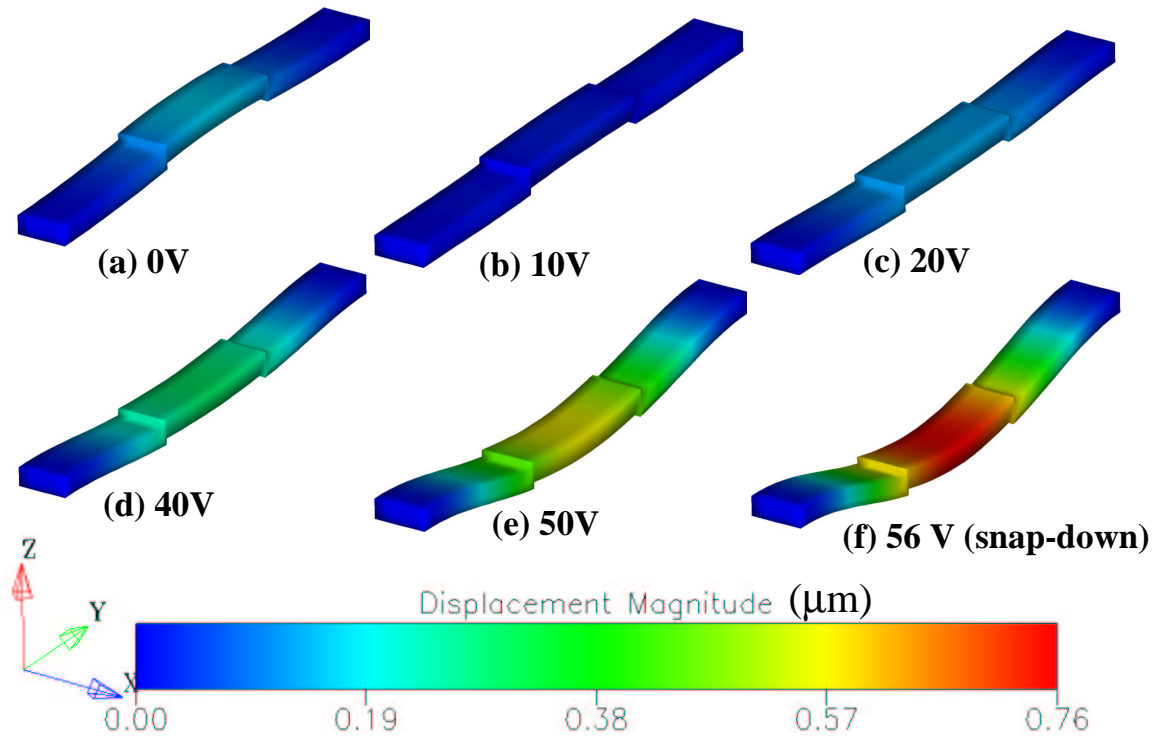 (a) 0V
(b) 10V
(c) 20V
(d) 40V
(e) 50V
(f) 56 V (snap-down)
Z
Y
X
Displacement Magnitude (μm)
0.00 0.19 0.38 0.57 0.76